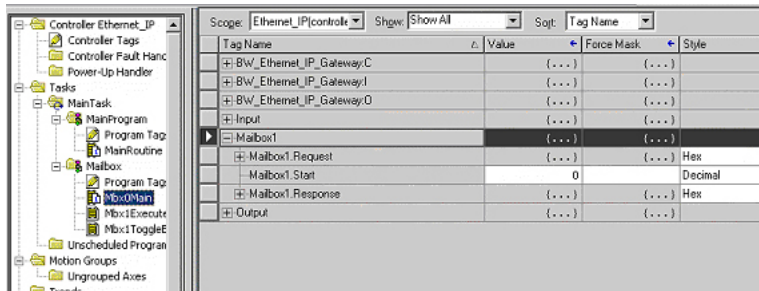 Controller Ethernet_IP
Controller Tags
Controller Fault Hanc
Power-Up Handler
Tasks
MainTask
MainProgram
Program Tag:
MainRoutine
Mailbox
Program Tag:
Mbx0Main
Mbx1Execute
Mbx1ToggleE
Unscheduled Program
Motion Groups
Ungrouped Axes
Trends
Scope: Ethernet_IP(controlle Show: Show All Sort: Tag Name
Tag Name Value Force Mask Style
BW_Ethernet_IP_Gateway:C {...} {...}
BW_Ethernet_IP_Gateway:I {...} {...}
BW_Ethernet_IP_Gateway:O {...} {...}
Input {...} {...}
Mailbox1 {...} {...}
Mailbox1.Request {...} {...} Hex
Mailbox1.Start 0 Decimal
Mailbox1.Response {...} {...} Hex
Output {...} {...}